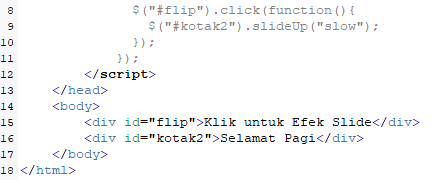 8 $("#flip").click(function(){
9 $("#kotak2").slideUp("slow");
10 });
11 });
12 </script>
13 </head>
14 <body>
15 <div id="flip">Klik untuk Efek Slide</div>
16 <div id="kotak2">Selamat Pagi</div>
17 </body>
18 </html>